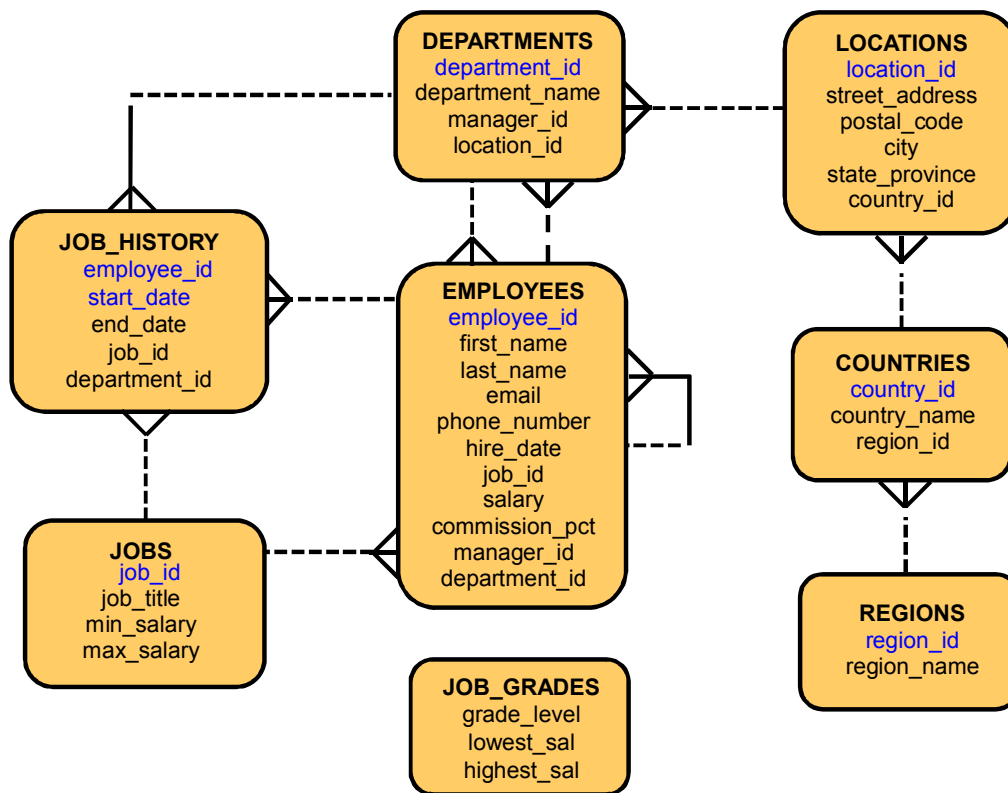 DEPARTMENTS
department_id
department_name
manager_id
location_id
LOCATIONS
location_id
street_address
postal_code
city
state_province
country_id
JOB_HISTORY
employee_id
start_date
end_date
job_id
department_id
EMPLOYEES
employee_id
first_name
last_name
email
phone_number
hire_date
job_id
salary
commission_pct
manager_id
department_id
COUNTRIES
country_id
country_name
region_id
JOBS
job_id
job_title
min_salary
max_salary
REGIONS
region_id
region_name
JOB_GRADES
grade_level
lowest_sal
highest_sal